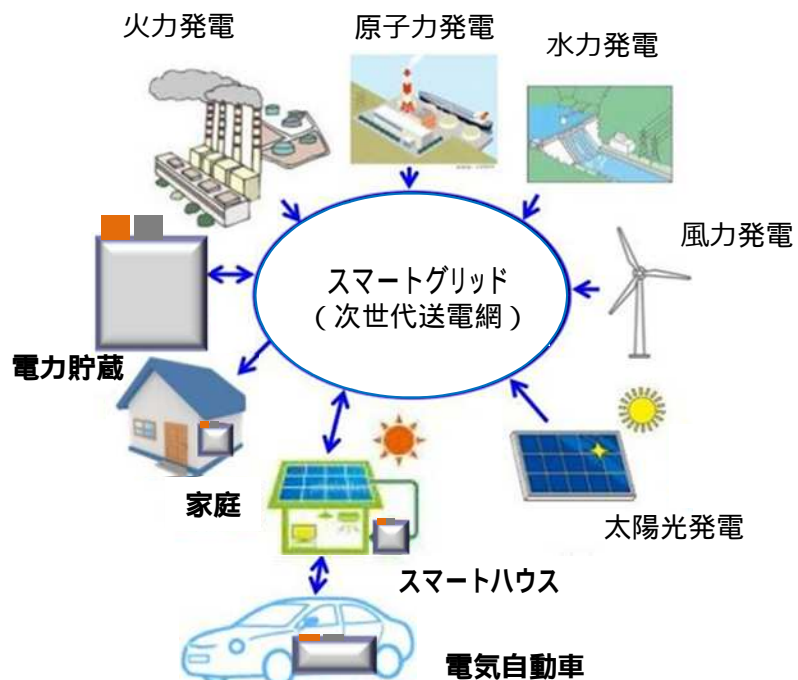 火力発電
原子力発電
水力発電
風力発電
スマートグリッド
（次世代送電網）
電力貯蔵
家庭
太陽光発電
スマートハウス
電気自動車